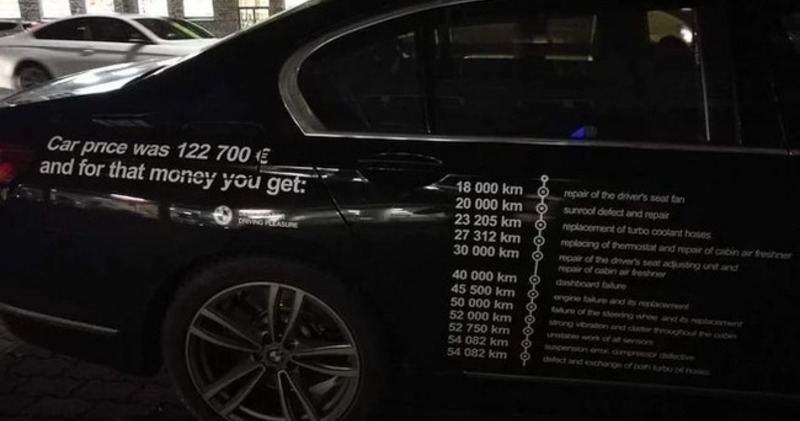 Car price was 122 700 €
and for that money you get:
DRIVING PLEASURE
18 000 km repair of the driver's seat fan
20 000 km sunroof defect and repair
23 205 km replacement of turbo coolant hoses
27 312 km replacing of thermostat and repair of cabin air freshner
30 000 km repair of the driver's seat adjusting unit and
repair of cabin air freshner
40 000 km dashboard failure
45 500 km engine failure and its replacement
50 000 km failure of the steering wheel and its replacement
52 000 km strong vibration and clatter throughout the cabin
52 750 km unstable work of all sensors
54 082 km suspension error, compressor defective
54 082 km defect and exchange of both turbo oil hoses